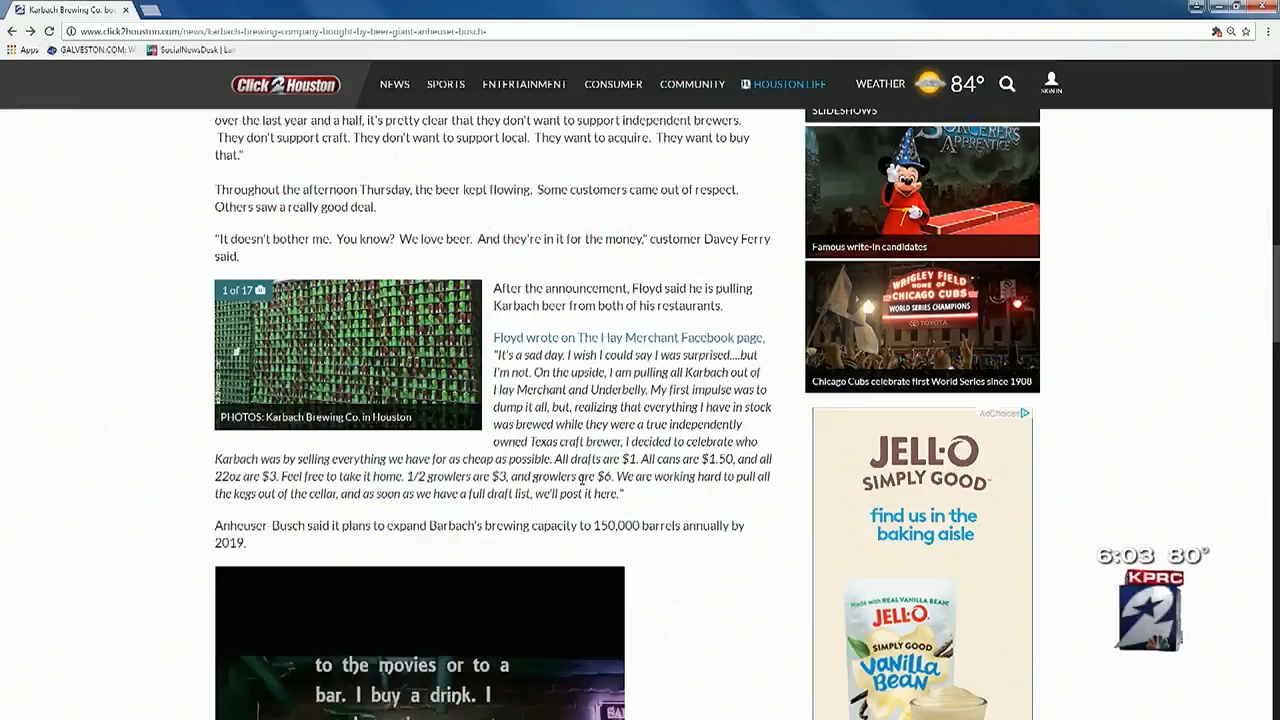 Karbach Brewing Co. bou
www.click2houston.com/news/karbach-brewing-company-bought-by-beer-giant-anheuser-busch-
Apps GALVESTON.COM: W SocialNewsDesk | Lan
Click 2 Houston NEWS SPORTS ENTERTAINMENT CONSUMER COMMUNITY HOUSTON LIFE WEATHER 84° SIGN IN
over the last year and a half, it's pretty clear that they don't want to support independent brewers.
They don't support craft. They don't want to support local. They want to acquire. They want to buy
that."
Throughout the afternoon Thursday, the beer kept flowing. Some customers came out of respect.
Others saw a really good deal.
"It doesn't bother me. You know? We love beer. And they're in it for the money," customer Davey Ferry
said.
1 of 17
PHOTOS: Karbach Brewing Co. in Houston
After the announcement, Floyd said he is pulling
Karbach beer from both of his restaurants.
Floyd wrote on The Hay Merchant Facebook page,
"It's a sad day. I wish I could say I was surprised....but
I'm not. On the upside, I am pulling all Karbach out of
Hay Merchant and Underbelly. My first impulse was to
dump it all, but, realizing that everything I have in stock
was brewed while they were a true independently
owned Texas craft brewer, I decided to celebrate who
Karbach was by selling everything we have for as cheap as possible. All drafts are $1. All cans are $1.50, and all
22oz are $3. Feel free to take it home. 1/2 growlers are $3, and growlers are $6. We are working hard to pull all
the kegs out of the cellar, and as soon as we have a full draft list, we'll post it here."
Anheuser-Busch said it plans to expand Barbach's brewing capacity to 150,000 barrels annually by
2019.
to the movies or to a
bar. I buy a drink. I
SLIDESHOWS
SORCERER'S
APPRENTICE
Famous write-in candidates
WRIGLEY FIELD
HOME OF
CHICAGO CUBS
WORLD SERIES CHAMPIONS
TOYOTA
Chicago Cubs celebrate first World Series since 1908
AdChoices
JELL-O
SIMPLY GOOD
find us in the
baking aisle
Made with REAL VANILLA BEAN!
JELL-O
SIMPLY GOOD
VANILLA
BEAN
6:03 80°
KPRC
2